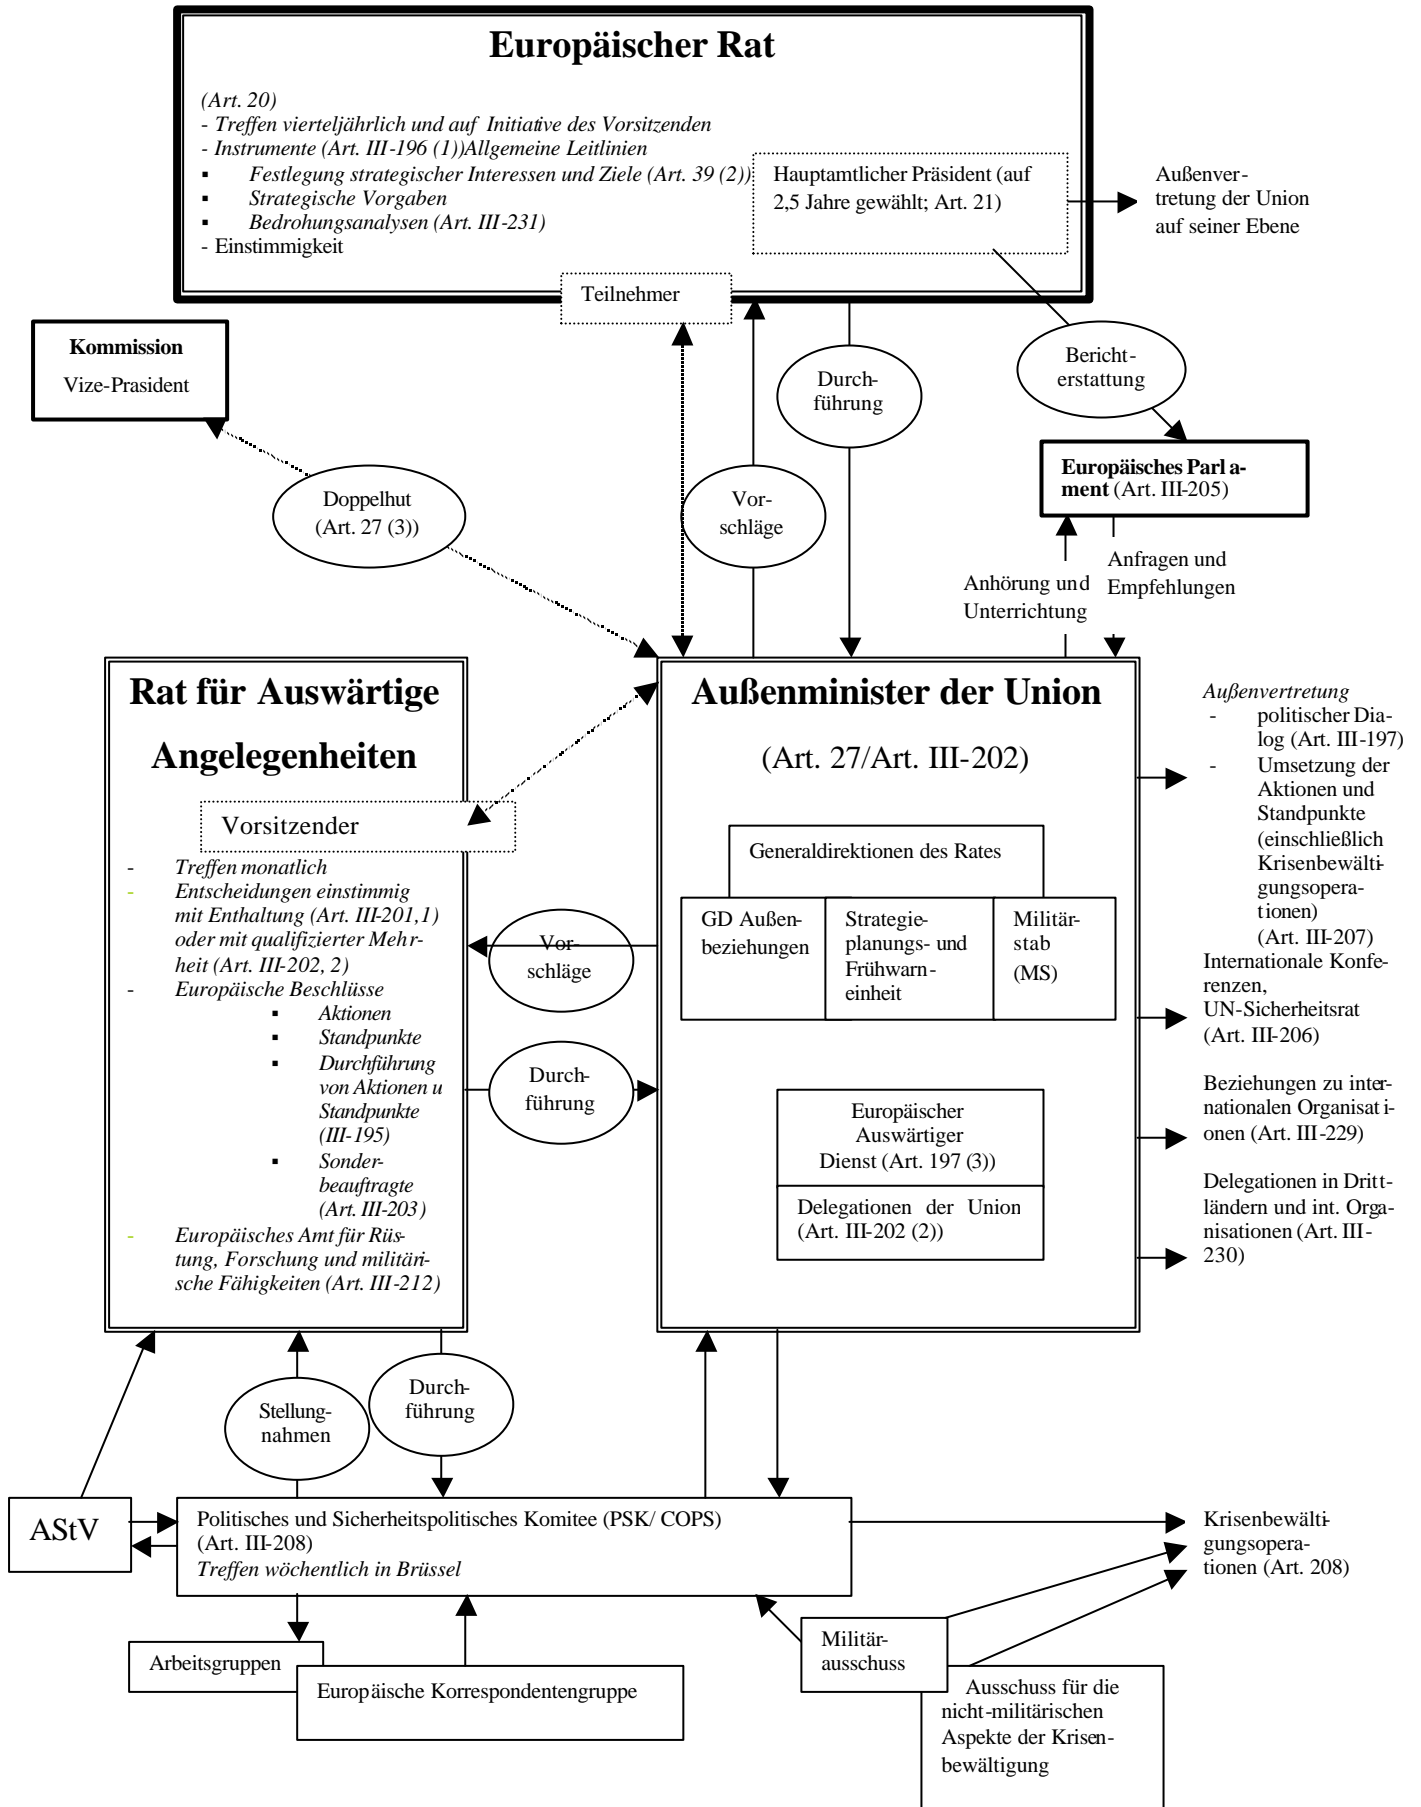 Europäischer Rat
(Art. 20)
- Treffen vierteljährlich und auf Initiative des Vorsitzenden
- Instrumente (Art. III-196 (1))Allgemeine Leitlinien
▪ Festlegung strategischer Interessen und Ziele (Art. 39 (2))
▪ Strategische Vorgaben
▪ Bedrohungsanalysen (Art. III-231)
- Einstimmigkeit
Hauptamtlicher Präsident (auf
2,5 Jahre gewählt; Art. 21)
Außenver-
tretung der Union
auf seiner Ebene
Teilnehmer
Kommission
Vize-Prasident
Durch-
führung
Bericht-
erstattung
Europäisches Parla-
ment (Art. III-205)
Doppelhut
(Art. 27 (3))
Vor-
schläge
Anhörung und
Unterrichtung
Anfragen und
Empfehlungen
Rat für Auswärtige
Angelegenheiten
Vorsitzender
- Treffen monatlich
- Entscheidungen einstimmig
mit Enthaltung (Art. III-201,1)
oder mit qualifizierter Mehr-
heit (Art. III-202, 2)
- Europäische Beschlüsse
▪ Aktionen
▪ Standpunkte
▪ Durchführung
von Aktionen u
Standpunkte
(III-195)
▪ Sonder-
beauftragte
(Art. III-203)
- Europäisches Amt für Rüs-
tung, Forschung und militäri-
sche Fähigkeiten (Art. III-212)
Vor-
schläge
Durch-
führung
Außenminister der Union
(Art. 27/Art. III-202)
Generaldirektionen des Rates
GD Außen-
beziehungen
Strategie-
planungs- und
Frühwarn-
einheit
Militär-
stab
(MS)
Europäischer
Auswärtiger
Dienst (Art. 197 (3))
Delegationen der Union
(Art. III-202 (2))
Außenvertretung
- politischer Dia-
log (Art. III-197)
- Umsetzung der
Aktionen und
Standpunkte
(einschließlich
Krisenbewälti-
gungsopera-
tionen)
(Art. III-207)
Internationale Konfe-
renzen,
UN-Sicherheitsrat
(Art. III-206)
Beziehungen zu inter-
nationalen Organisati-
onen (Art. III-229)
Delegationen in Dritt-
ländern und int. Orga-
nisationen (Art. III-
230)
Stellung-
nahmen
Durch-
führung
AStV
Politisches und Sicherheitspolitisches Komitee (PSK/ COPS)
(Art. III-208)
Treffen wöchentlich in Brüssel
Krisenbewälti-
gungsopera-
tionen (Art. 208)
Arbeitsgruppen
Europäische Korrespondentengruppe
Militär-
ausschuss
Ausschuss für die
nicht-militärischen
Aspekte der Krisen-
bewältigung